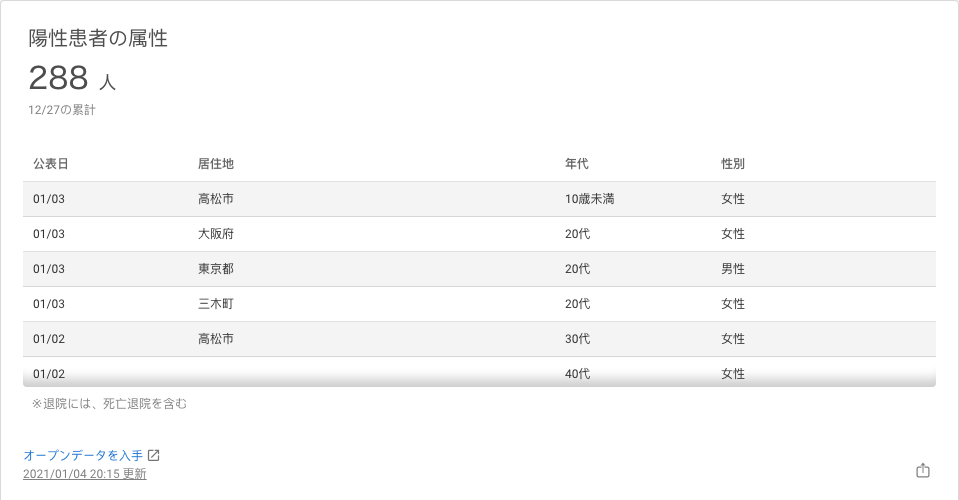 陽性患者の属性
288 人
12/27の累計
公表日 居住地 年代 性別
01/03 高松市 10歳未満 女性
01/03 大阪府 20代 女性
01/03 東京都 20代 男性
01/03 三木町 20代 女性
01/02 高松市 30代 女性
01/02 40代 女性
※退院には、死亡退院を含む
オープンデータを入手
2021/01/04 20:15 更新